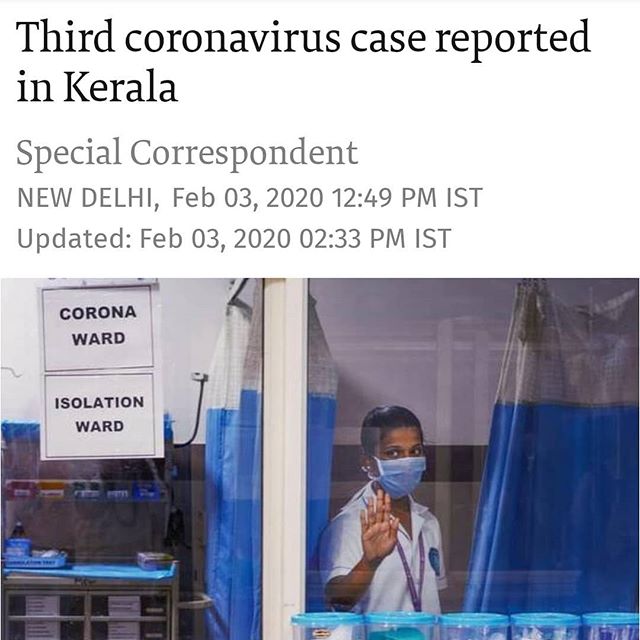 Third coronavirus case reported
in Kerala
Special Correspondent
NEW DELHI, Feb 03, 2020 12:49 PM IST
Updated: Feb 03, 2020 02:33 PM IST
CORONA
WARD
ISOLATION
WARD